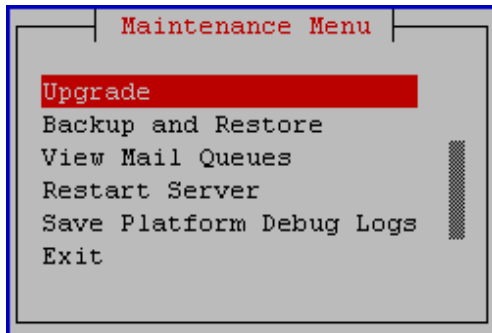 Maintenance Menu
Upgrade
Backup and Restore
View Mail Queues
Restart Server
Save Platform Debug Logs
Exit